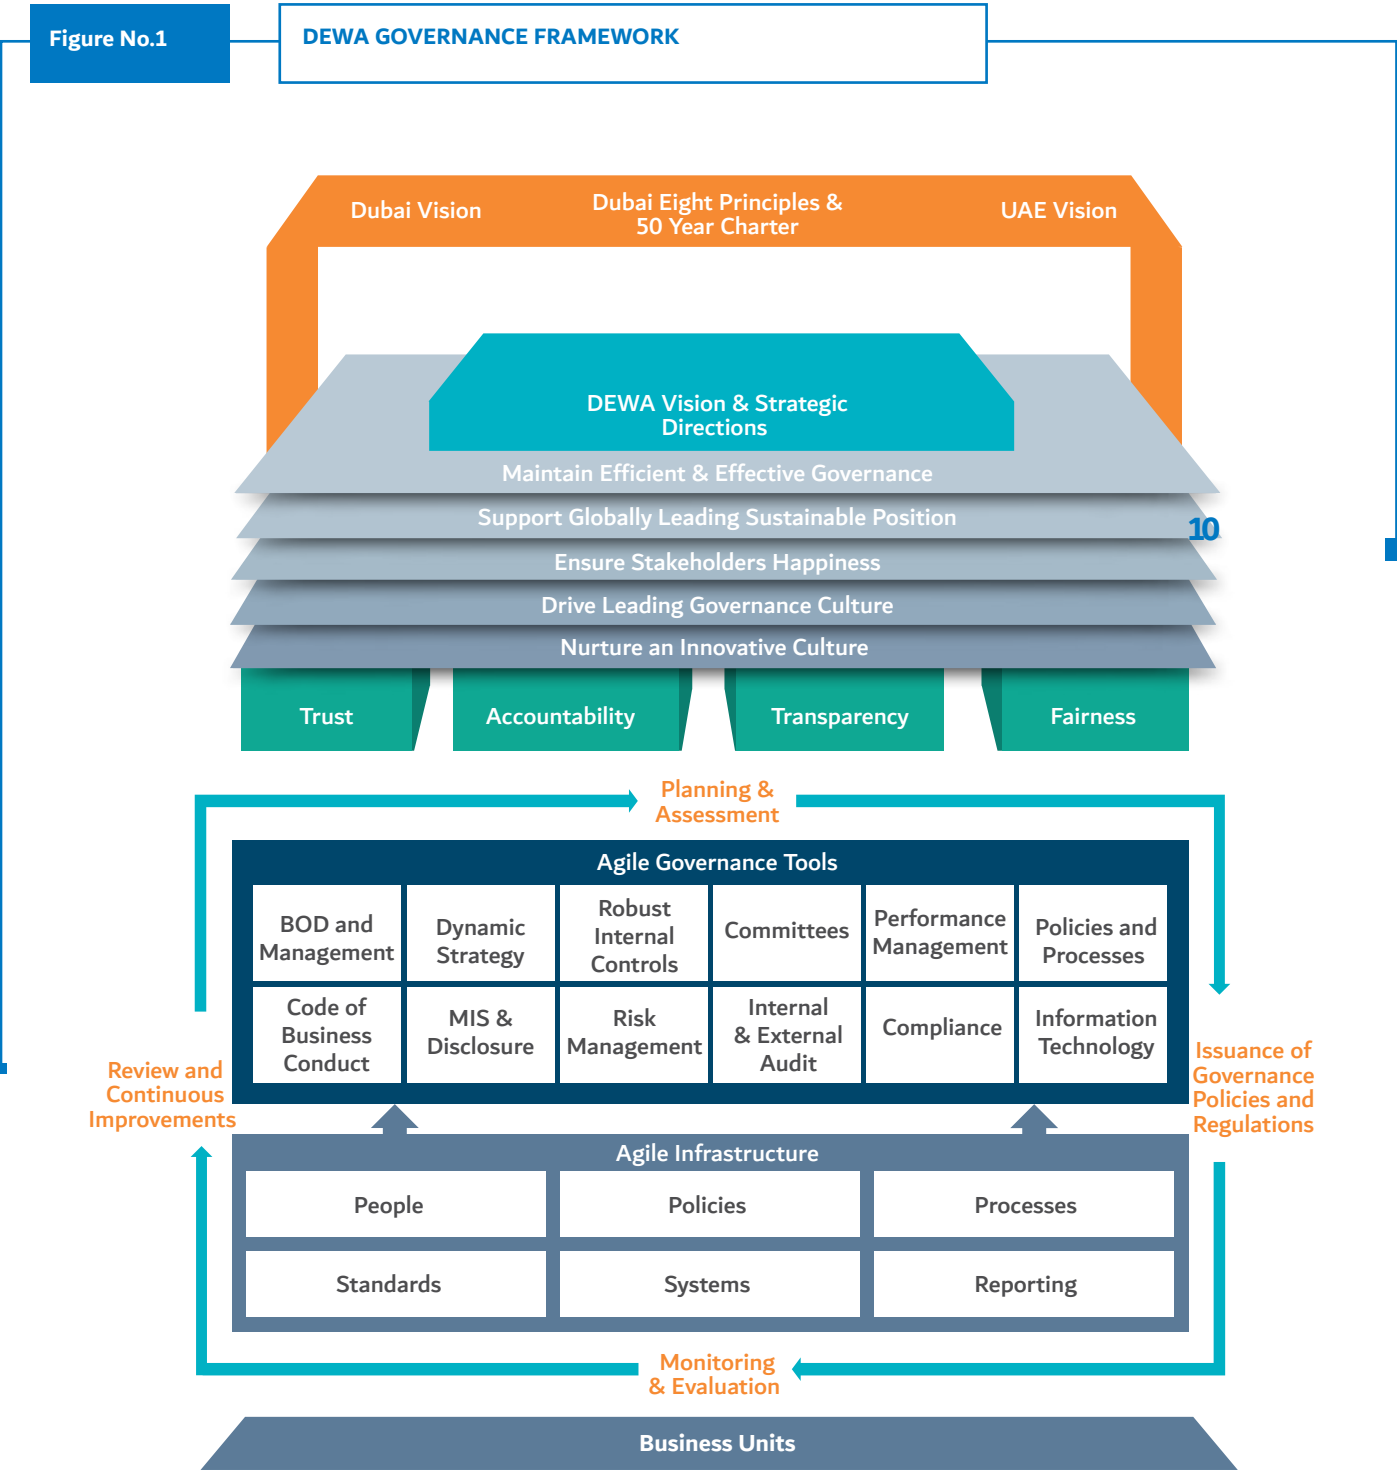 Figure No.1
DEWA GOVERNANCE FRAMEWORK
Dubai Vision
Dubai Eight Principles &
50 Year Charter
UAE Vision
DEWA Vision & Strategic
Directions
Maintain Efficient & Effective Governance
Support Globally Leading Sustainable Position
10
Ensure Stakeholders Happiness
Drive Leading Governance Culture
Nurture an Innovative Culture
Trust
Accountability
Transparency
Fairness
Planning &
Assessment
Agile Governance Tools
BOD and
Management
Dynamic
Strategy
Robust
Internal
Controls
Committees
Performance
Management
Policies and
Processes
Code of
Business
Conduct
MIS &
Disclosure
Risk
Management
Internal
& External
Audit
Compliance
Information
Technology
Review and
Continuous
Improvements
Issuance of
Governance
Policies and
Regulations
Agile Infrastructure
People
Policies
Processes
Standards
Systems
Reporting
Monitoring
& Evaluation
Business Units